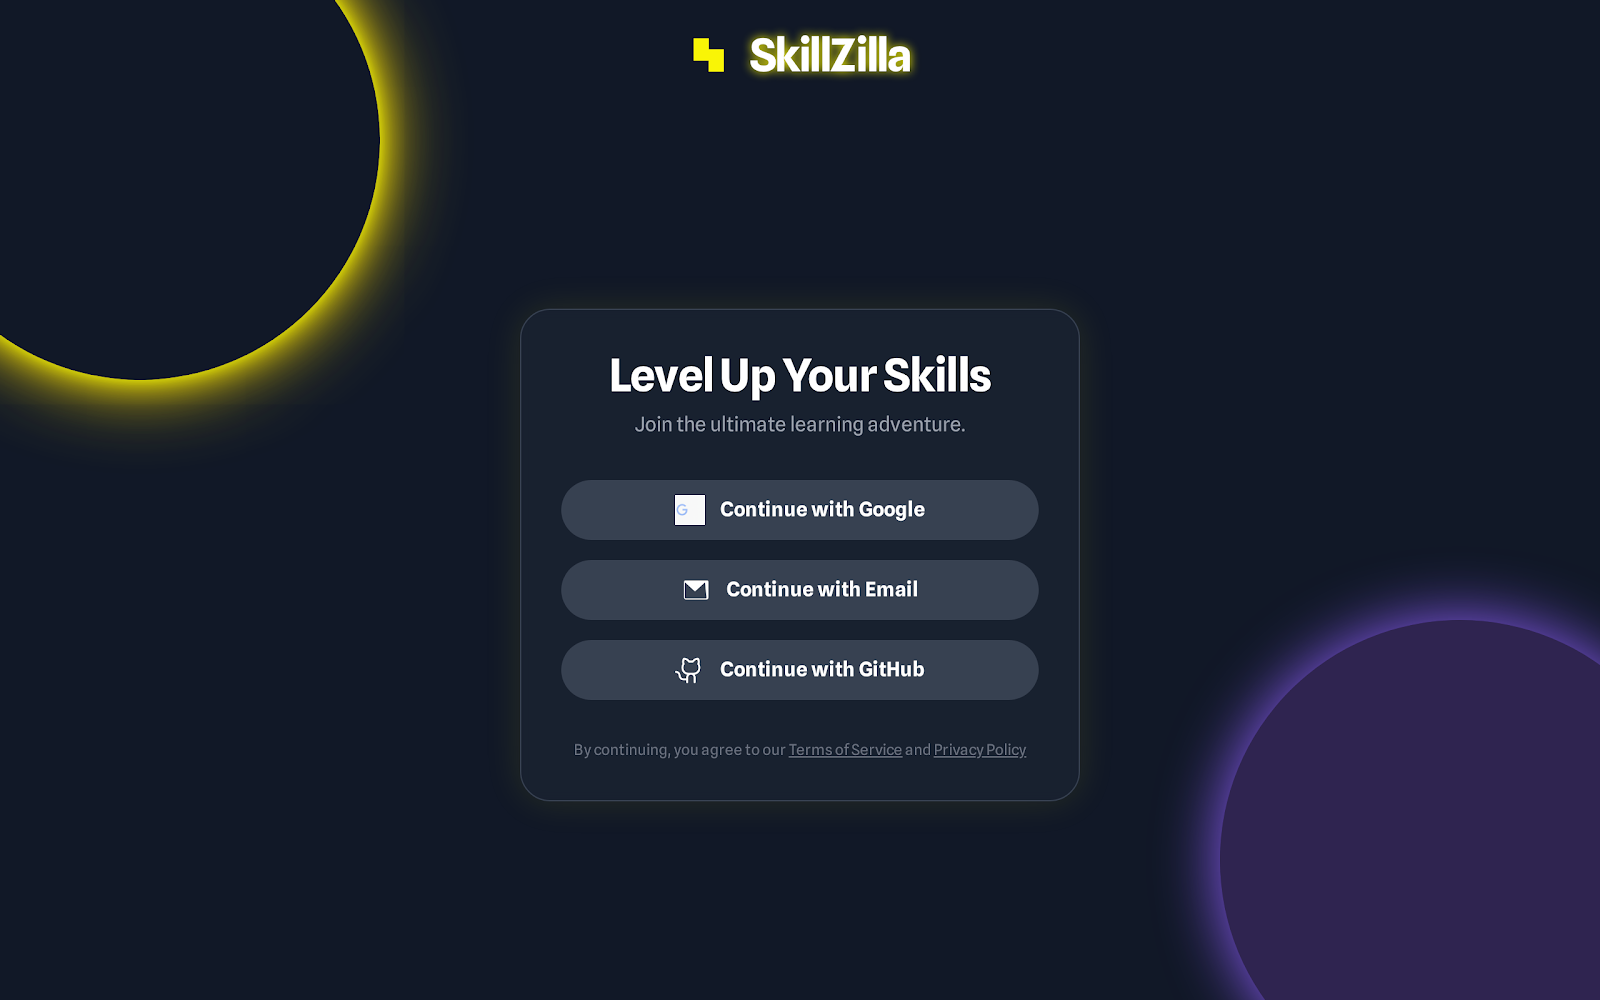 SkillZilla
Level Up Your Skills
Join the ultimate learning adventure.
G Continue with Google
Continue with Email
Continue with GitHub
By continuing, you agree to our Terms of Service and Privacy Policy